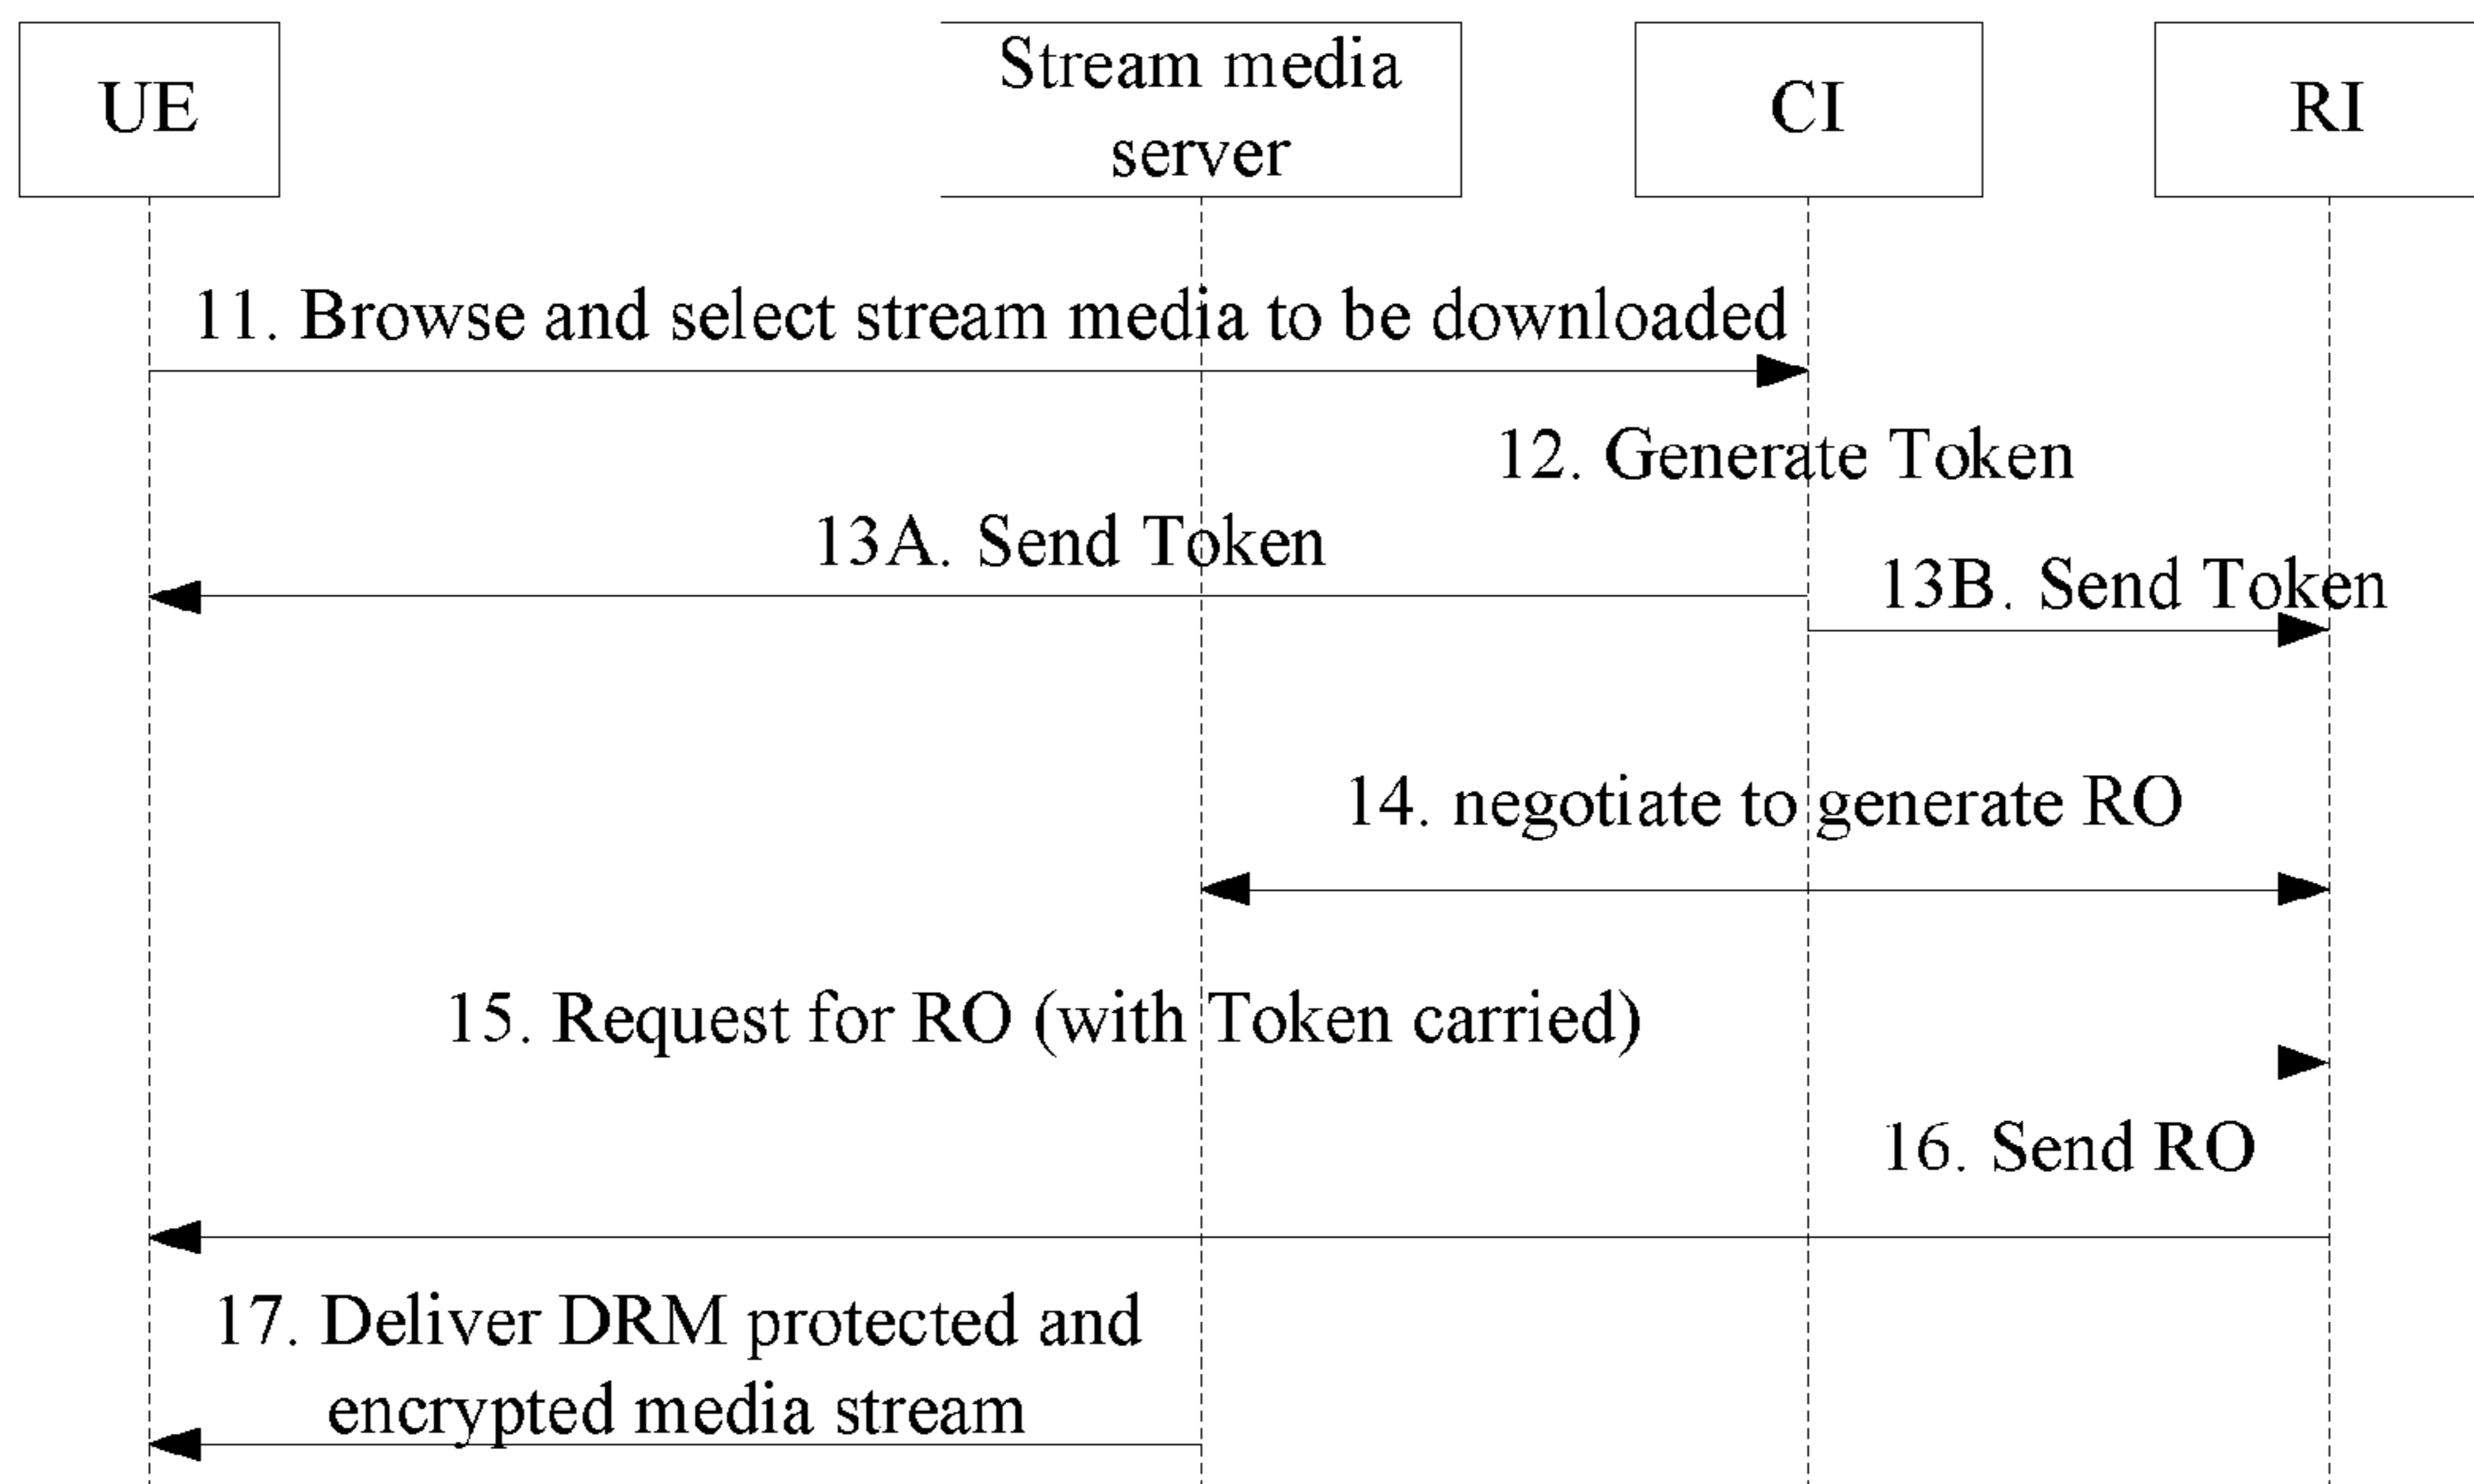 UE
Stream media
server
CI
RI
11. Browse and select stream media to be downloaded
12. Generate Token
13A. Send Token
13B. Send Token
14. negotiate to generate RO
15. Request for RO (with Token carried)
16. Send RO
17. Deliver DRM protected and
encrypted media stream